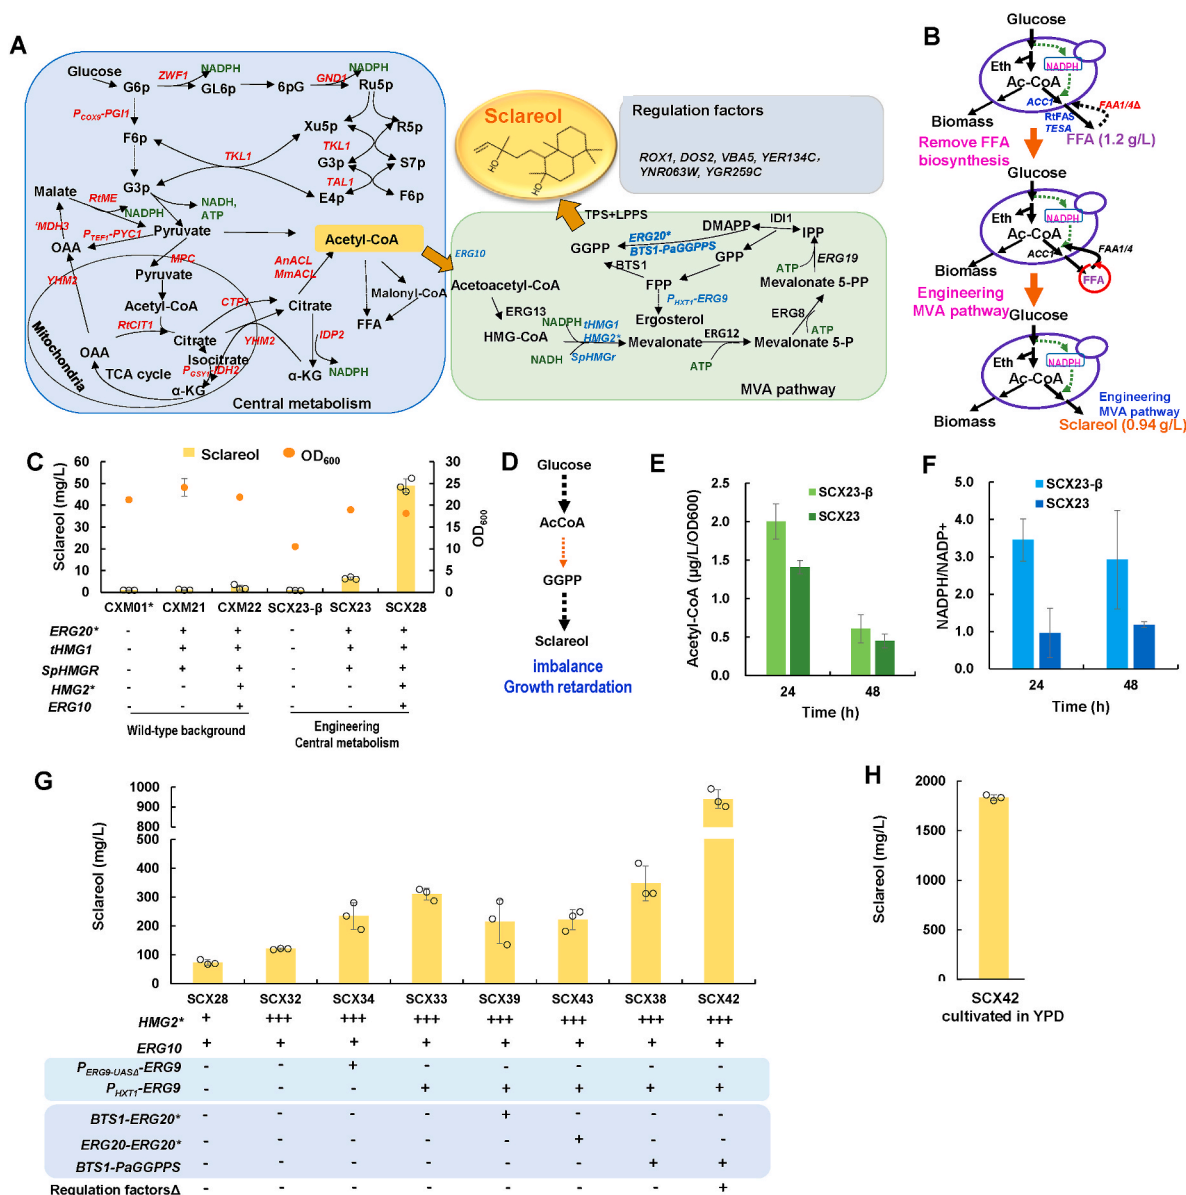 A
Glucose
G6p
ZWF1
NADPH
GL6p
6pG
GND1
NADPH
Ru5p
P_COX9-PGI1
F6p
Xu5p
R5p
TKL1
TKL1
G3p
S7p
TAL1
E4p
F6p
G3p
Malate
RtME
NADPH
NADH,
ATP
'MDH3
P_TEF1-PYC1
Pyruvate
OAA
Acetyl-CoA
MPC
AnACL
MmACL
YHM2
Pyruvate
Acetyl-CoA
CTP1
Citrate
Malonyl-CoA
FFA
RtCIT1
Citrate
YHM2
IDP2
Mitochondria
OAA
Isocitrate
TCA cycle
P_GSY1-IDH2
α-KG
α-KG
NADPH
Central metabolism
Sclareol
HO
OH
Regulation factors
ROX1, DOS2, VBA5, YER134C,
YNR063W, YGR259C
TPS+LPPS
ERG20*
BTS1-PaGGPPS
DMAPP
IDI1
IPP
GGPP
GPP
BTS1
FPP
ATP
ERG19
ERG10
Acetoacetyl-CoA
Mevalonate 5-PP
P_HXT1-ERG9
ERG13
Ergosterol
ERG8
ATP
NADPH
tHMG1
HMG2*
HMG-CoA
Mevalonate
ERG12
Mevalonate 5-P
NADH
SpHMGr
ATP
MVA pathway
B
Glucose
Eth
NADPH
Ac-CoA
ACC1
RtFAS
TESA
FAA1/4Δ
Biomass
FFA (1.2 g/L)
Remove FFA
biosynthesis
Glucose
Eth
NADPH
Ac-CoA
ACC1
FAA1/4
Biomass
FFA
Engineering
MVA pathway
Glucose
Eth
NADPH
Ac-CoA
Engineering
MVA pathway
Biomass
Sclareol (0.94 g/L)
C
Sclareol
OD600
Sclareol (mg/L)
60
50
40
30
20
10
0
30
25
20
15
10
5
0
OD600
CXM01* CXM21 CXM22 SCX23-β SCX23 SCX28
ERG20* - + + - + +
tHMG1 - + + - + +
SpHMGR - + + - + +
HMG2* - - + - - +
ERG10 - - + - - +
Wild-type background
Engineering
Central metabolism
D
Glucose
AcCoA
GGPP
Sclareol
imbalance
Growth retardation
E
SCX23-β
SCX23
Acetyl-CoA (µg/L/OD600)
2.5
2.0
1.5
1.0
0.5
0.0
24 48
Time (h)
F
SCX23-β
SCX23
NADPH/NADP+
5.0
4.0
3.0
2.0
1.0
0.0
24 48
Time (h)
G
Sclareol (mg/L)
1000
900
800
500
400
300
200
100
0
SCX28 SCX32 SCX34 SCX33 SCX39 SCX43 SCX38 SCX42
HMG2* + +++ +++ +++ +++ +++ +++ +++
ERG10 + + + + + + + +
P_ERG9-UASΔ-ERG9 - - + - - - - -
P_HXT1-ERG9 - - - + + + + +
BTS1-ERG20* - - - - + - - -
ERG20-ERG20* - - - - - + - -
BTS1-PaGGPPS - - - - - - + +
Regulation factorsΔ - - - - - - - +
H
Sclareol (mg/L)
2000
1500
1000
500
0
SCX42
cultivated in YPD